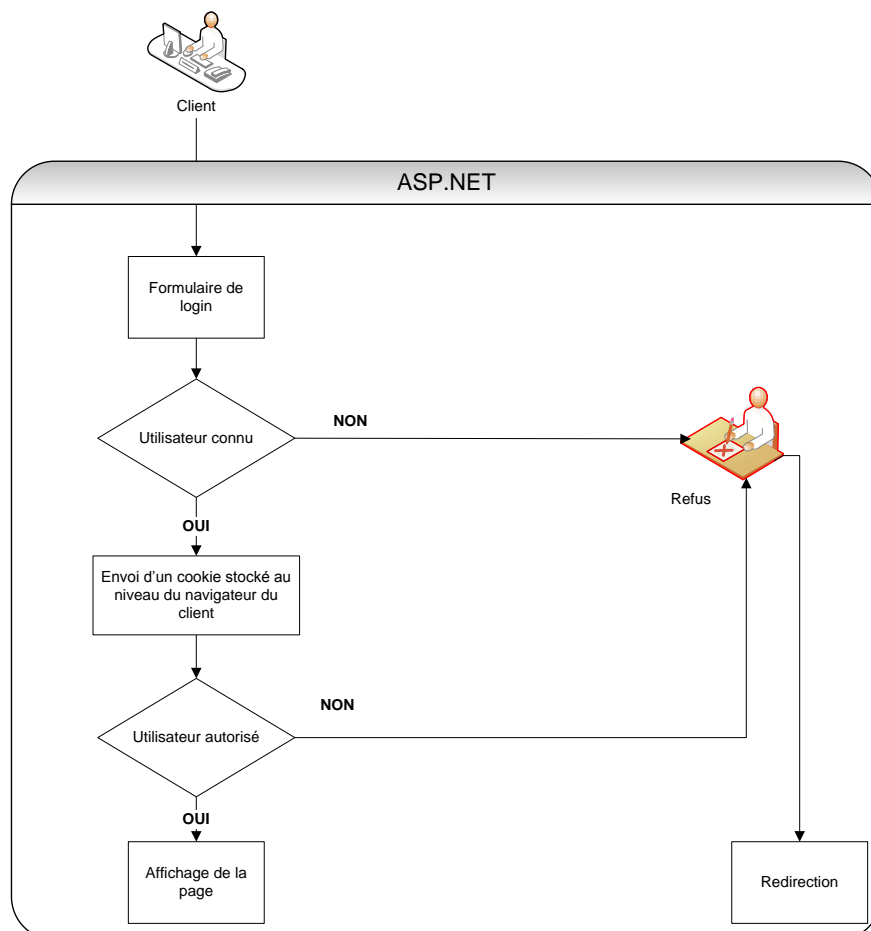 Client
ASP.NET
Formulaire de
login
Utilisateur connu
NON
Refus
OUI
Envoi d'un cookie stocké au
niveau du navigateur du
client
Utilisateur autorisé
NON
OUI
Affichage de la
page
Redirection